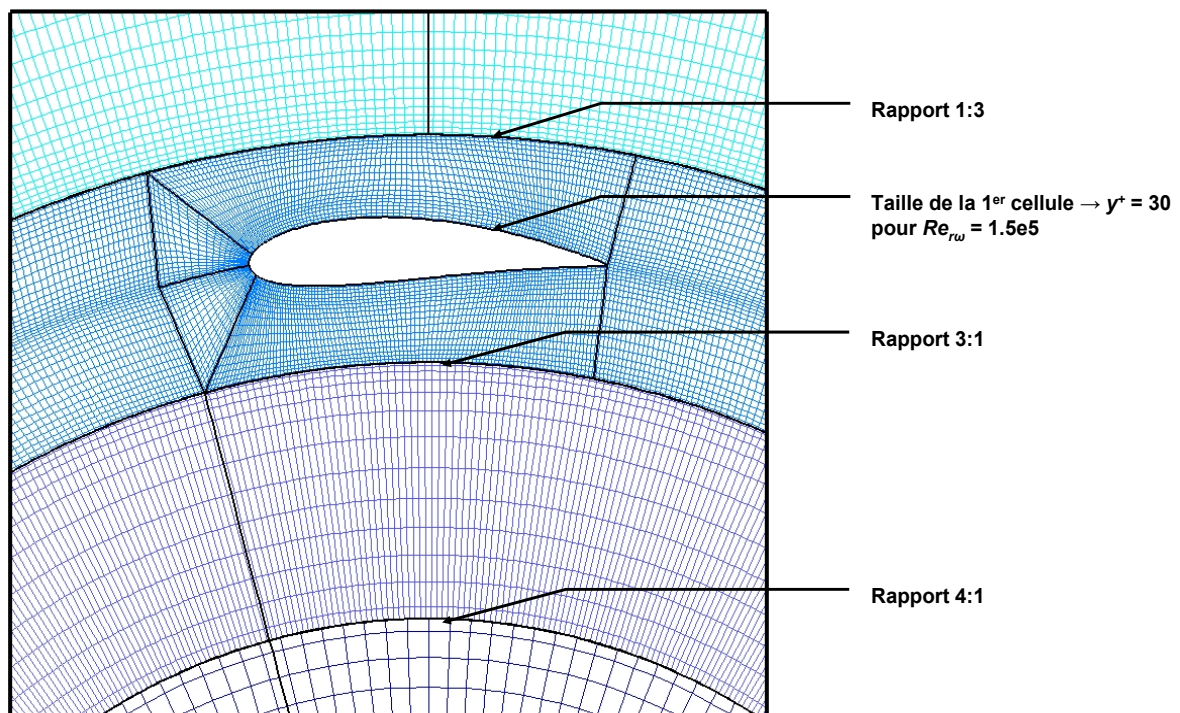 Rapport 1:3
Taille de la 1er cellule → y+ = 30
pour Rerω = 1.5e5
Rapport 3:1
Rapport 4:1